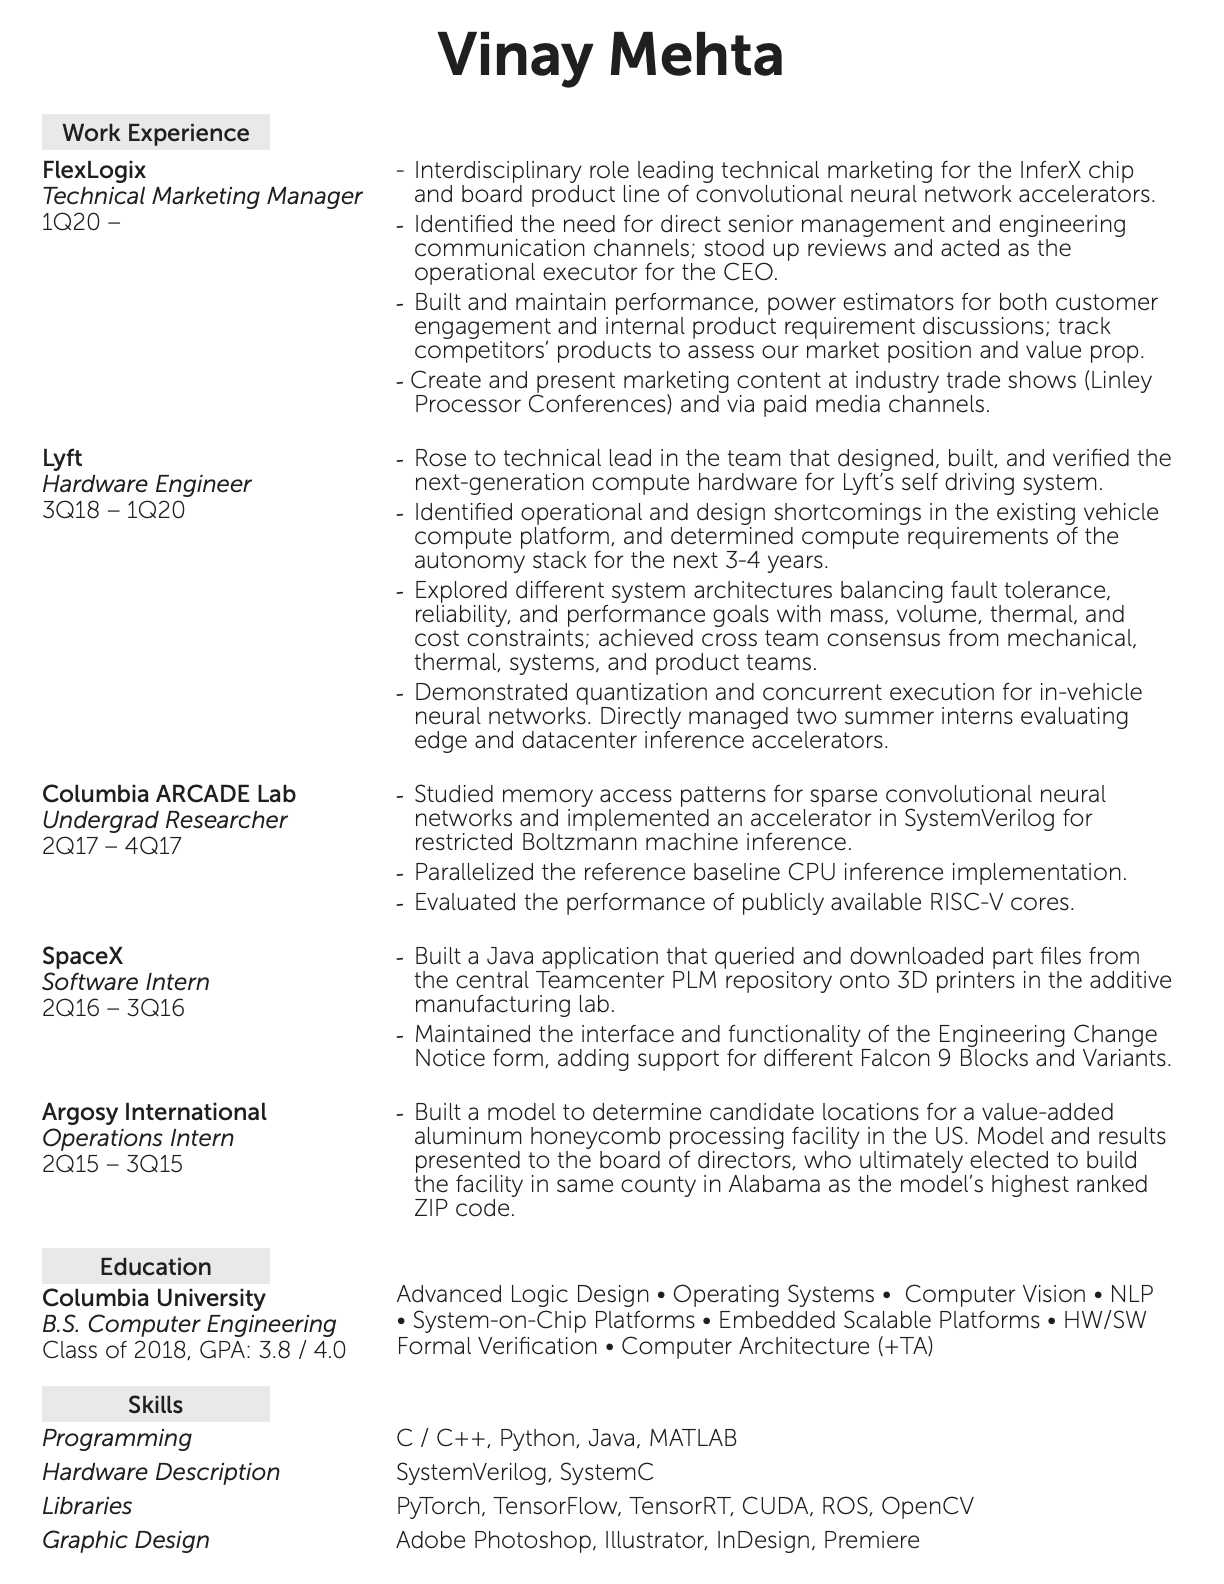 Vinay Mehta
Work Experience
FlexLogix
Technical Marketing Manager
1Q20 –
- Interdisciplinary role leading technical marketing for the InferX chip
and board product line of convolutional neural network accelerators.
- Identified the need for direct senior management and engineering
communication channels; stood up reviews and acted as the
operational executor for the CEO.
- Built and maintain performance, power estimators for both customer
engagement and internal product requirement discussions; track
competitors’ products to assess our market position and value prop.
- Create and present marketing content at industry trade shows (Linley
Processor Conferences) and via paid media channels.
Lyft
Hardware Engineer
3Q18 – 1Q20
- Rose to technical lead in the team that designed, built, and verified the
next-generation compute hardware for Lyft’s self driving system.
- Identified operational and design shortcomings in the existing vehicle
compute platform, and determined compute requirements of the
autonomy stack for the next 3-4 years.
- Explored different system architectures balancing fault tolerance,
reliability, and performance goals with mass, volume, thermal, and
cost constraints; achieved cross team consensus from mechanical,
thermal, systems, and product teams.
- Demonstrated quantization and concurrent execution for in-vehicle
neural networks. Directly managed two summer interns evaluating
edge and datacenter inference accelerators.
Columbia ARCADE Lab
Undergrad Researcher
2Q17 – 4Q17
- Studied memory access patterns for sparse convolutional neural
networks and implemented an accelerator in SystemVerilog for
restricted Boltzmann machine inference.
- Parallelized the reference baseline CPU inference implementation.
- Evaluated the performance of publicly available RISC-V cores.
SpaceX
Software Intern
2Q16 – 3Q16
- Built a Java application that queried and downloaded part files from
the central Teamcenter PLM repository onto 3D printers in the additive
manufacturing lab.
- Maintained the interface and functionality of the Engineering Change
Notice form, adding support for different Falcon 9 Blocks and Variants.
Argosy International
Operations Intern
2Q15 – 3Q15
- Built a model to determine candidate locations for a value-added
aluminum honeycomb processing facility in the US. Model and results
presented to the board of directors, who ultimately elected to build
the facility in same county in Alabama as the model’s highest ranked
ZIP code.
Education
Columbia University
B.S. Computer Engineering
Class of 2018, GPA: 3.8 / 4.0
Advanced Logic Design • Operating Systems • Computer Vision • NLP
• System-on-Chip Platforms • Embedded Scalable Platforms • HW/SW
Formal Verification • Computer Architecture (+TA)
Skills
Programming
C / C++, Python, Java, MATLAB
Hardware Description
SystemVerilog, SystemC
Libraries
PyTorch, TensorFlow, TensorRT, CUDA, ROS, OpenCV
Graphic Design
Adobe Photoshop, Illustrator, InDesign, Premiere